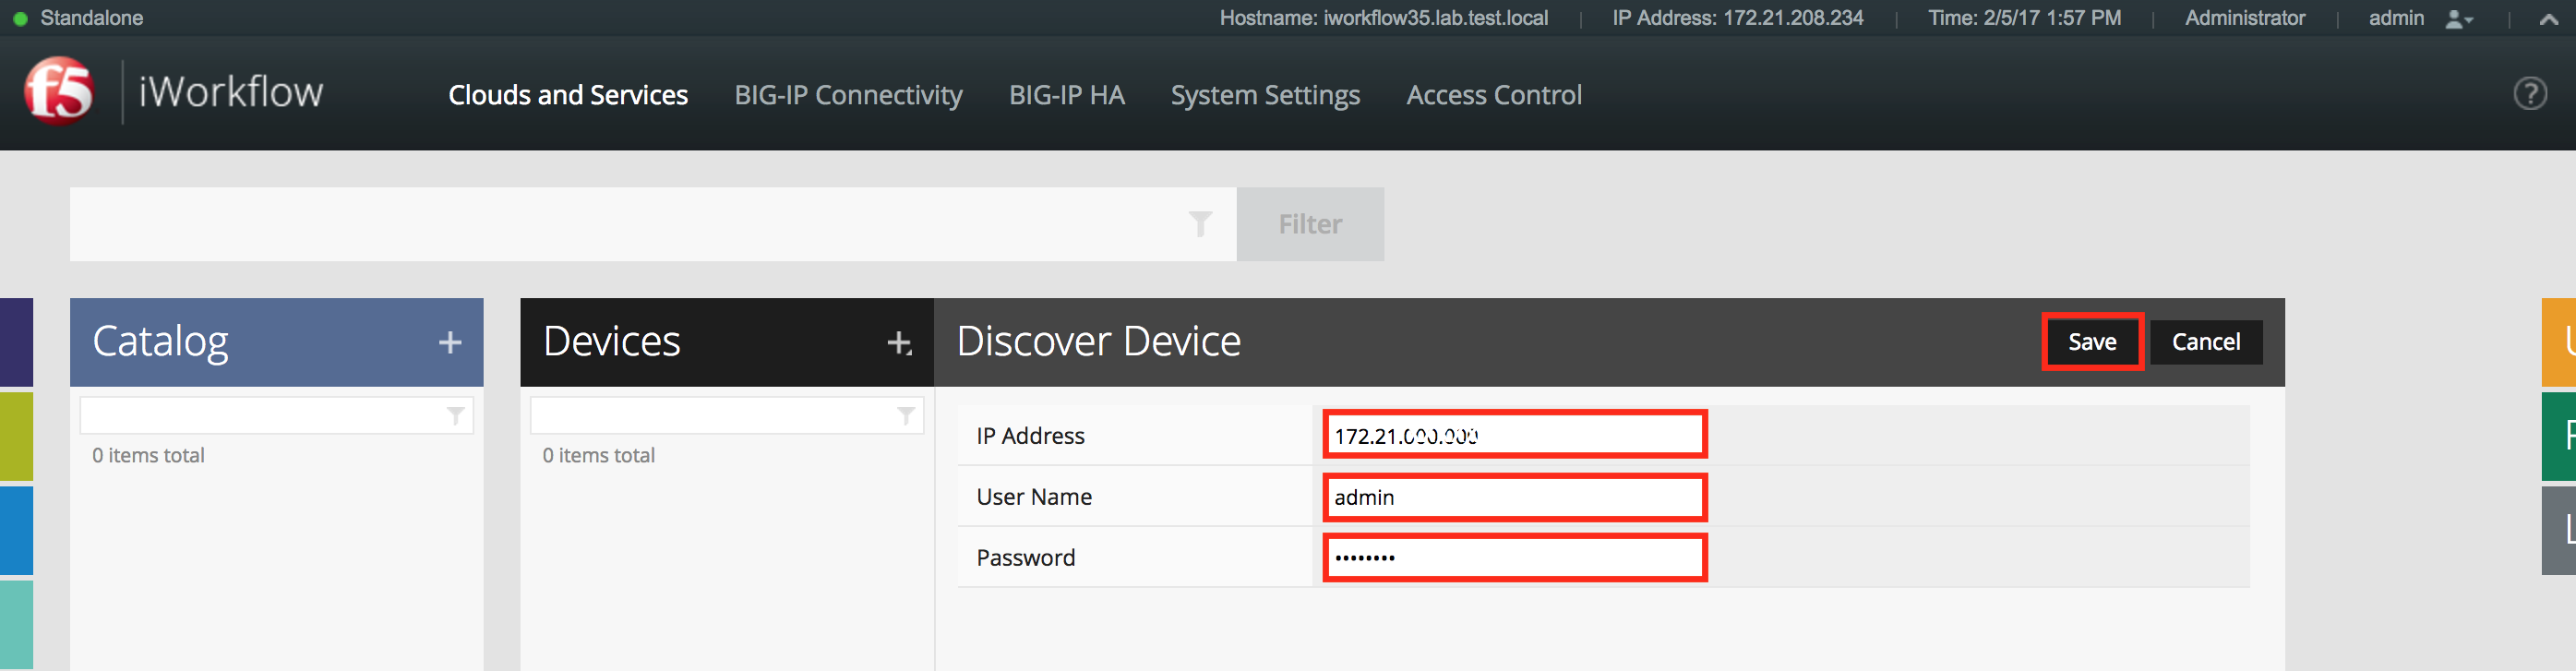 Standalone
Hostname: iworkflow35.lab.test.local
IP Address: 172.21.208.234
Time: 2/5/17 1:57 PM
Administrator
admin
f5
iWorkflow
Clouds and Services
BIG-IP Connectivity
BIG-IP HA
System Settings
Access Control
?
Filter
Catalog
+
Devices
+
Discover Device
Save
Cancel
0 items total
0 items total
IP Address
172.21.
User Name
admin
Password
••••••••